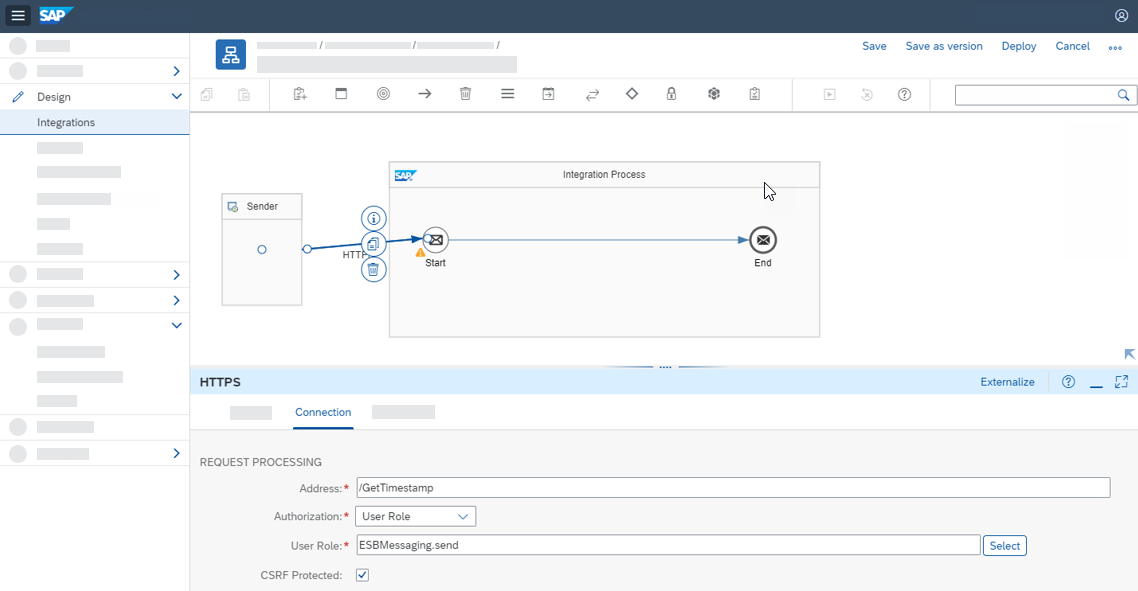 SAP
/ / /
Save Save as version Deploy Cancel
Design
Integrations
SAP Integration Process
Sender
HTTP
Start
End
HTTPS Externalize
Connection
REQUEST PROCESSING
Address:* /GetTimestamp
Authorization:* User Role
User Role:* ESBMessaging.send Select
CSRF Protected: